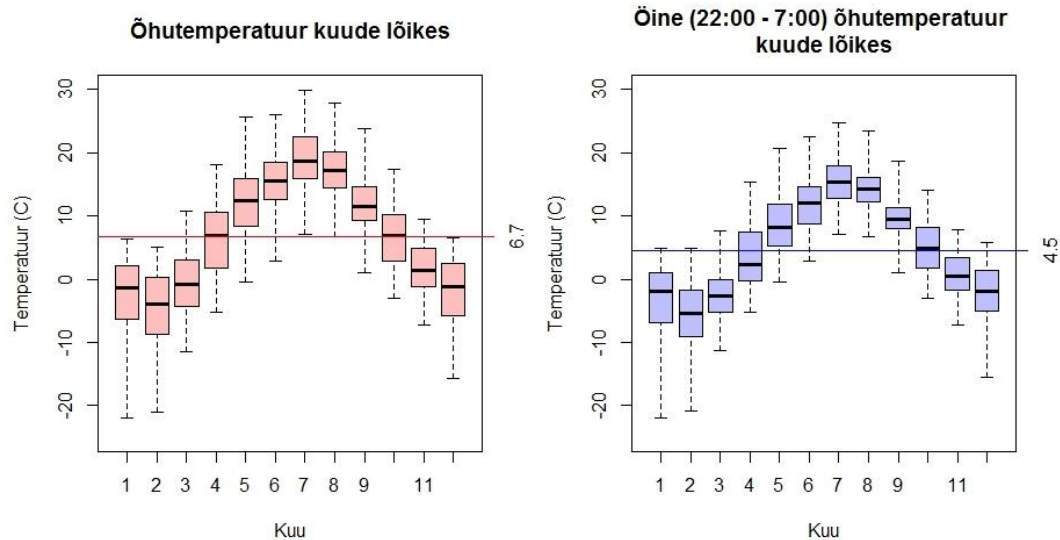 Õhutemperatuur kuude lõikes
Temperatuur (C)
30
20
10
0
-10
-20
6.7
1 2 3 4 5 6 7 8 9 11
Kuu
Öine (22:00 - 7:00) õhutemperatuur
kuude lõikes
Temperatuur (C)
30
20
10
0
-10
-20
4.5
1 2 3 4 5 6 7 8 9 11
Kuu